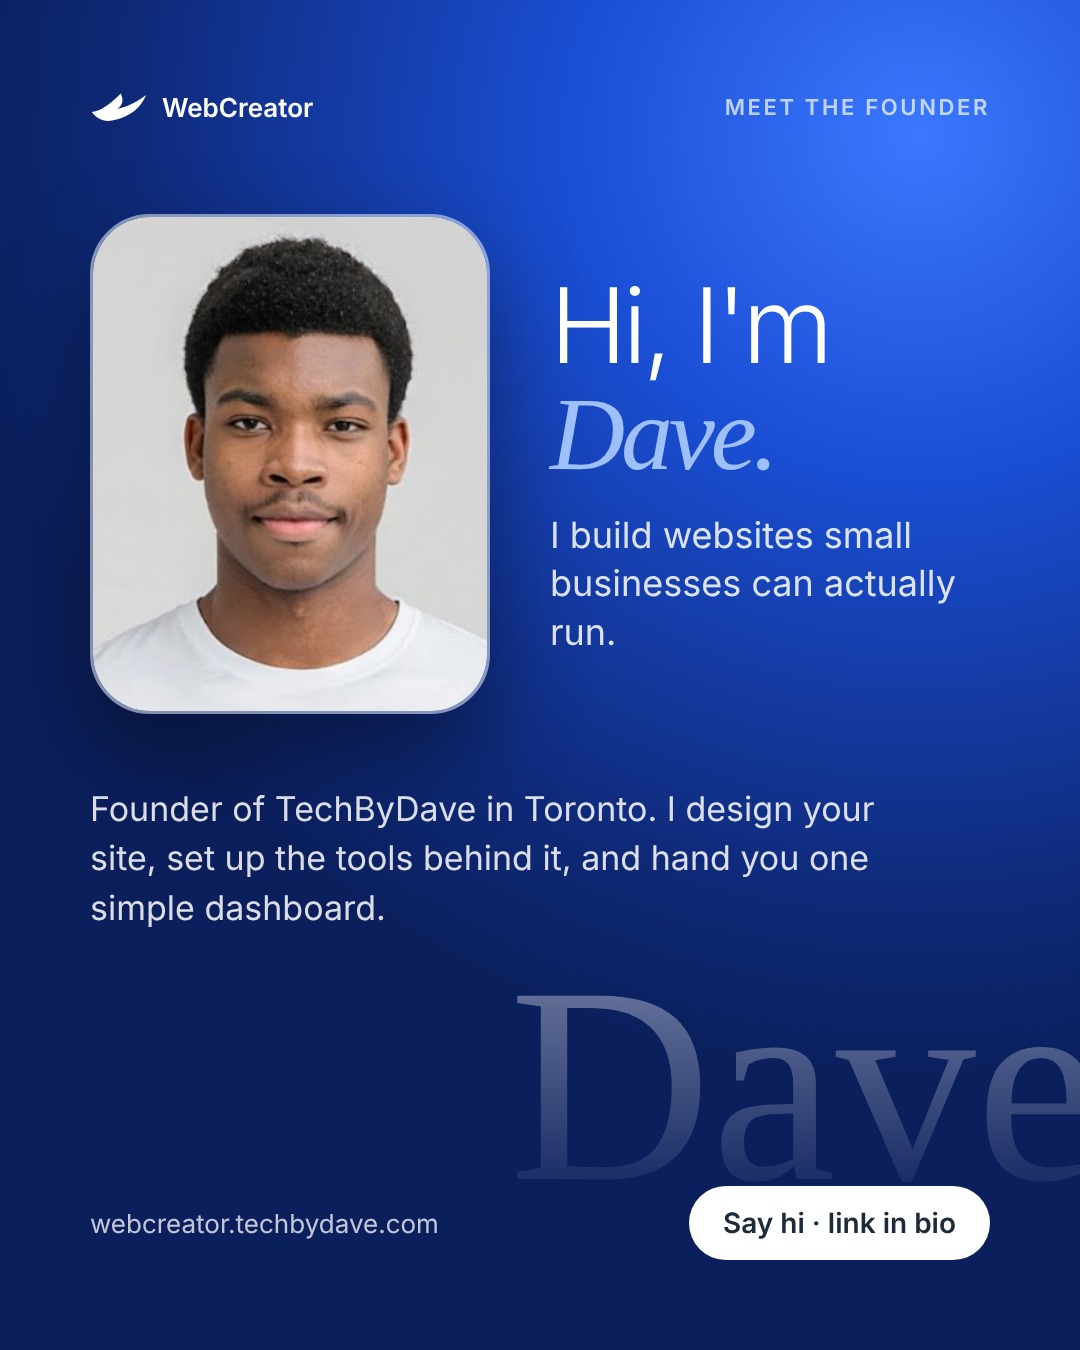 WebCreator
MEET THE FOUNDER
Hi, I'm
Dave.
I build websites small
businesses can actually
run.
Founder of TechByDave in Toronto. I design your
site, set up the tools behind it, and hand you one
simple dashboard.
Dave
webcreator.techbydave.com
Say hi · link in bio